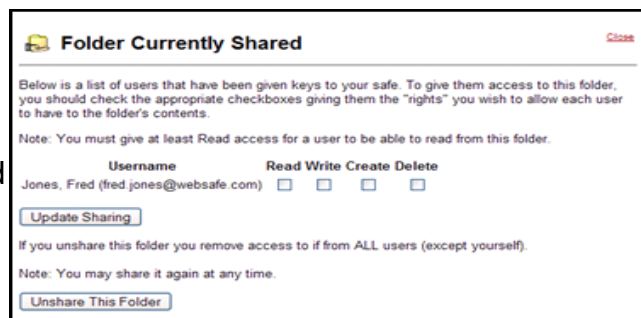 Folder Currently Shared
Close
Below is a list of users that have been given keys to your safe. To give them access to this folder,
you should check the appropriate checkboxes giving them the "rights" you wish to allow each user
to have to the folder's contents.
Note: You must give at least Read access for a user to be able to read from this folder.
Username Read Write Create Delete
Jones, Fred (fred.jones@websafe.com)
Update Sharing
If you unshare this folder you remove access to if from ALL users (except yourself).
Note: You may share it again at any time.
Unshare This Folder